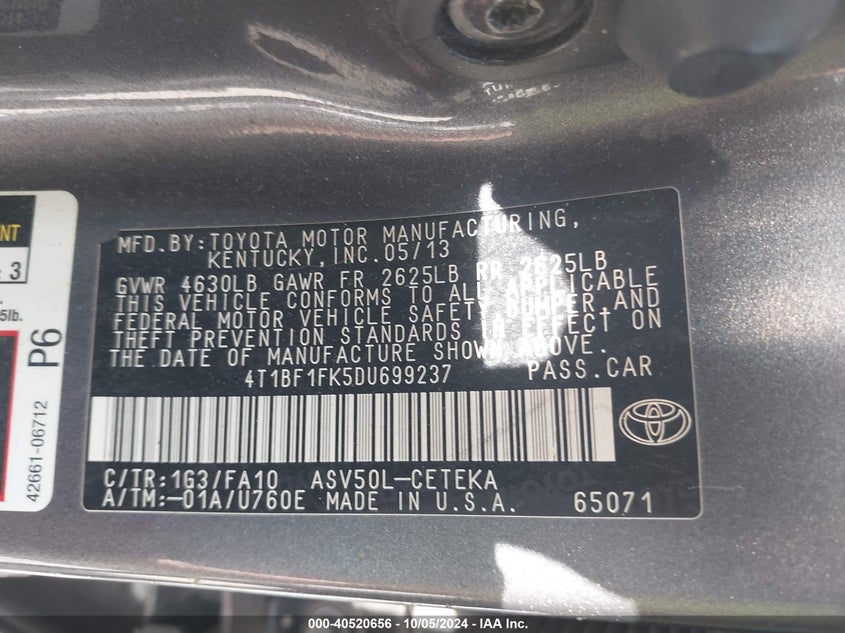 MFD.BY:TOYOTA MOTOR MANUFACTURING,
KENTUCKY,INC.05/13
GVWR 4630LB GAWR FR 2625LB RR 2625LB
THIS VEHICLE CONFORMS TO ALL APPLICABLE
FEDERAL MOTOR VEHICLE SAFETY BUMPER,AND
THEFT PREVENTION STANDARDS IN EFFECT ON
THE DATE OF MANUFACTURE SHOWN ABOVE.
4T1BF1FK5DU699237 PASS.CAR
C/TR:1G3/FA10 ASV50L-CETEKA
A/TM:-01A/U760E MADE IN U.S.A. 65071
NT
3
5lb.
P6
42661-06712
000-40520656 - 10/05/2024 - IAA Inc.